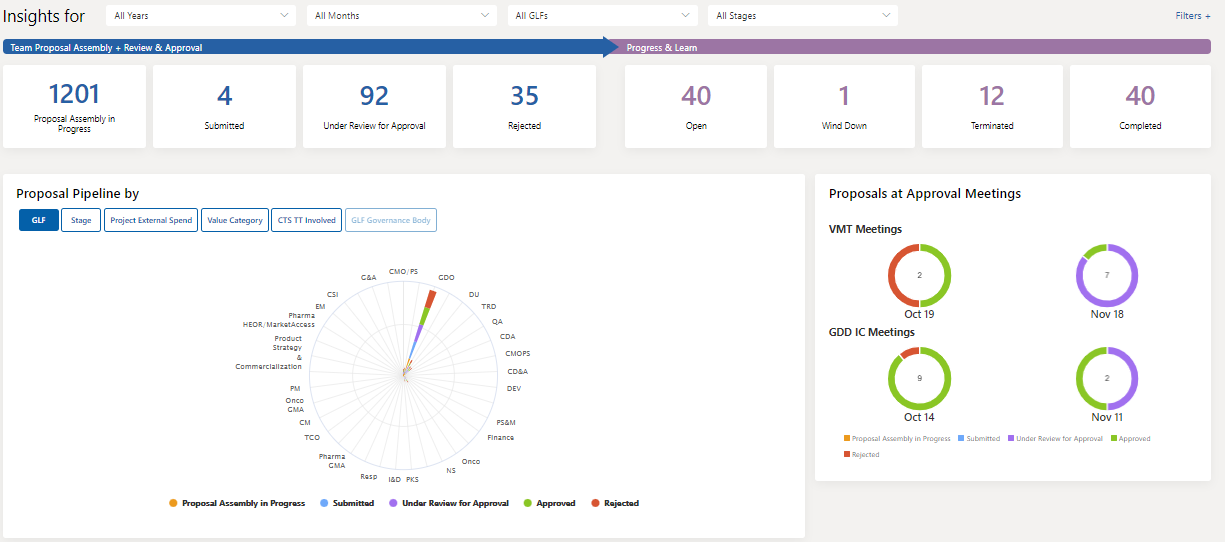 Insights for
All Years
All Months
All GLFs
All Stages
Filters +
Team Proposal Assembly + Review & Approval
Progress & Learn
1201
Proposal Assembly in
Progress
4
Submitted
92
Under Review for Approval
35
Rejected
40
Open
1
Wind Down
12
Terminated
40
Completed
Proposal Pipeline by
GLF
Stage
Project External Spend
Value Category
CTS TT Involved
GLF Governance Body
CMO/PS
GDO
DU
TRD
QA
CDA
CMOPS
CD&A
DEV
PS&M
Finance
Onco
NS
PKS
I&D
Resp
Pharma
GMA
TCO
CM
Onco
GMA
PM
Product
Strategy
&
Commercialization
Pharma
HEOR/MarketAccess
EM
CSI
G&A
Proposal Assembly in Progress
Submitted
Under Review for Approval
Approved
Rejected
Proposals at Approval Meetings
VMT Meetings
2
Oct 19
7
Nov 18
GDD IC Meetings
9
Oct 14
2
Nov 11
Proposal Assembly in Progress
Submitted
Under Review for Approval
Approved
Rejected